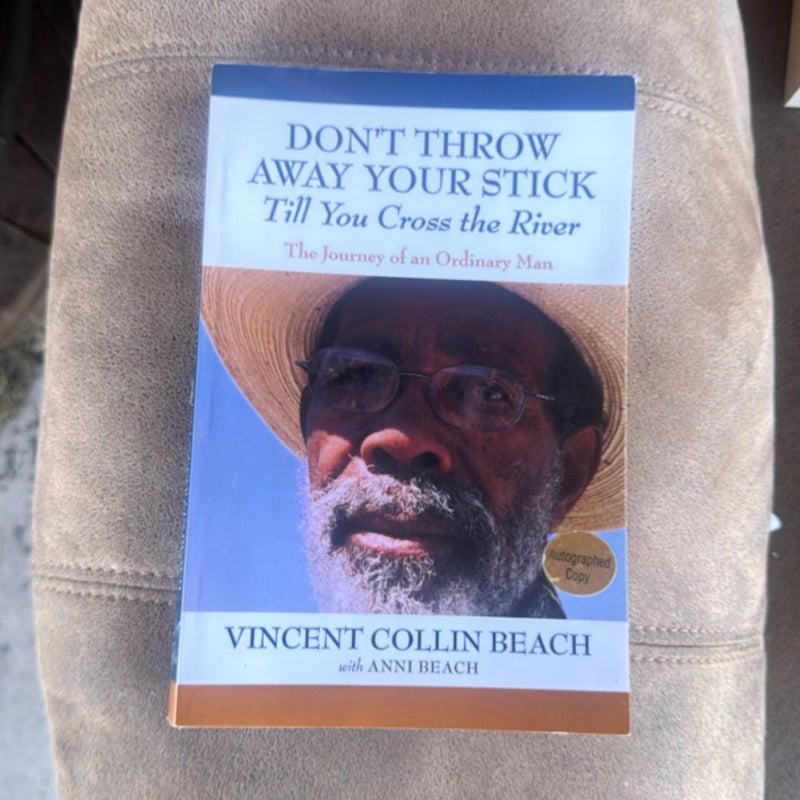 DON'T THROW
AWAY YOUR STICK
Till You Cross the River
The Journey of an Ordinary Man
Autographed
Copy
VINCENT COLLIN BEACH
with ANNI BEACH